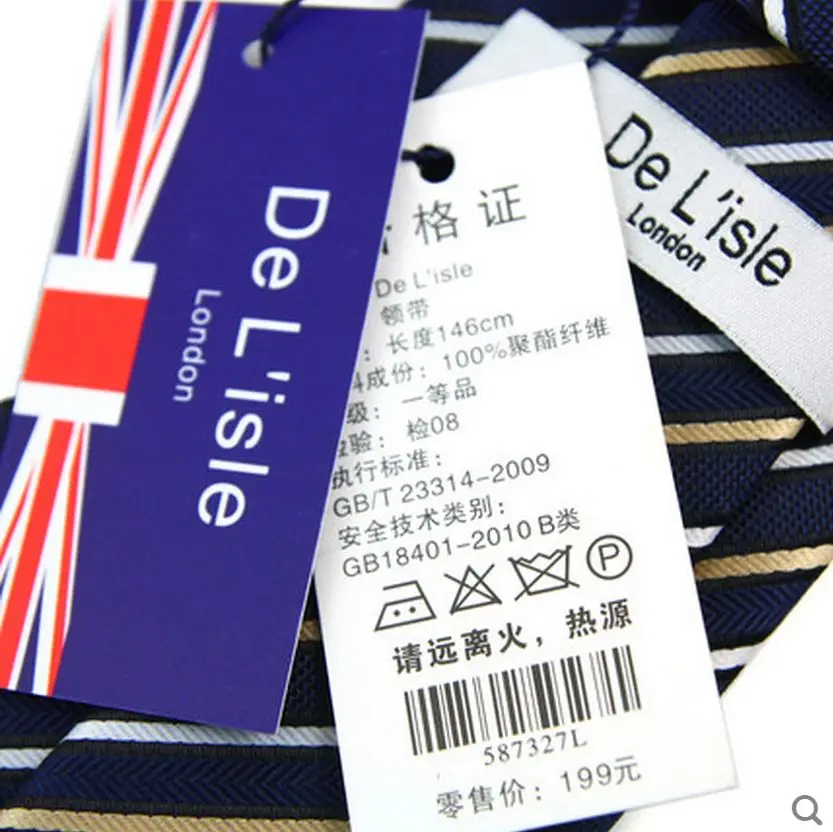 De L'isle
London
格证
De L'isle
领带
：长度146cm
成份：100%聚酯纤维
级：一等品
验：检08
执行标准：
GB/T 23314-2009
安全技术类别：
GB18401-2010 B类
P
请远离火，热源
587327L
零售价：199元
De L'isle
London